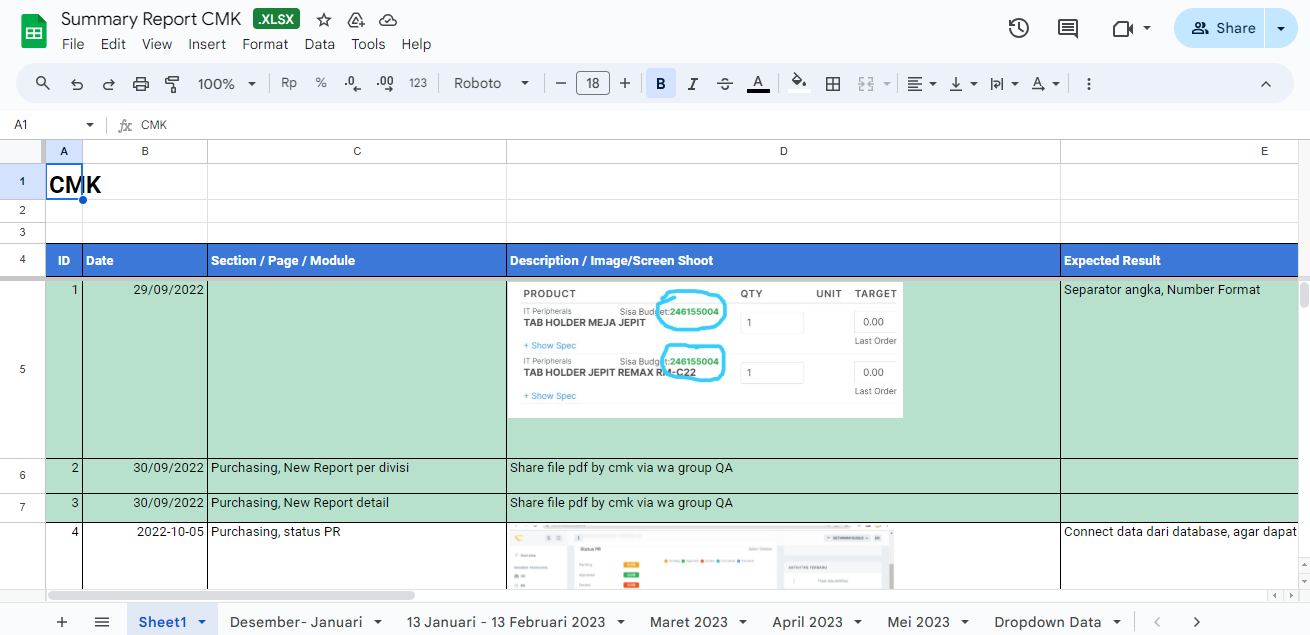 Summary Report CMK .XLSX
File Edit View Insert Format Data Tools Help
Share
100% Rp % .0 .00 123 Roboto 18 B I S A A
A1 fx CMK
A B C D E
1 CMK
2
3
4 ID Date Section / Page / Module Description / Image/Screen Shoot Expected Result
5 1 29/09/2022 Separator angka, Number Format
PRODUCT QTY UNIT TARGET
IT Peripherals Sisa Budget:246155004
TAB HOLDER MEJA JEPIT 1 0.00
Last Order
+ Show Spec
IT Peripherals Sisa Budget:246155004
TAB HOLDER JEPIT REMAX RM-C22 1 0.00
+ Show Spec Last Order
6 2 30/09/2022 Purchasing, New Report per divisi Share file pdf by cmk via wa group QA
7 3 30/09/2022 Purchasing, New Report detail Share file pdf by cmk via wa group QA
4 2022-10-05 Purchasing, status PR Connect data dari database, agar dapat
Status PR
Sheet1 Desember- Januari 13 Januari - 13 Februari 2023 Maret 2023 April 2023 Mei 2023 Dropdown Data